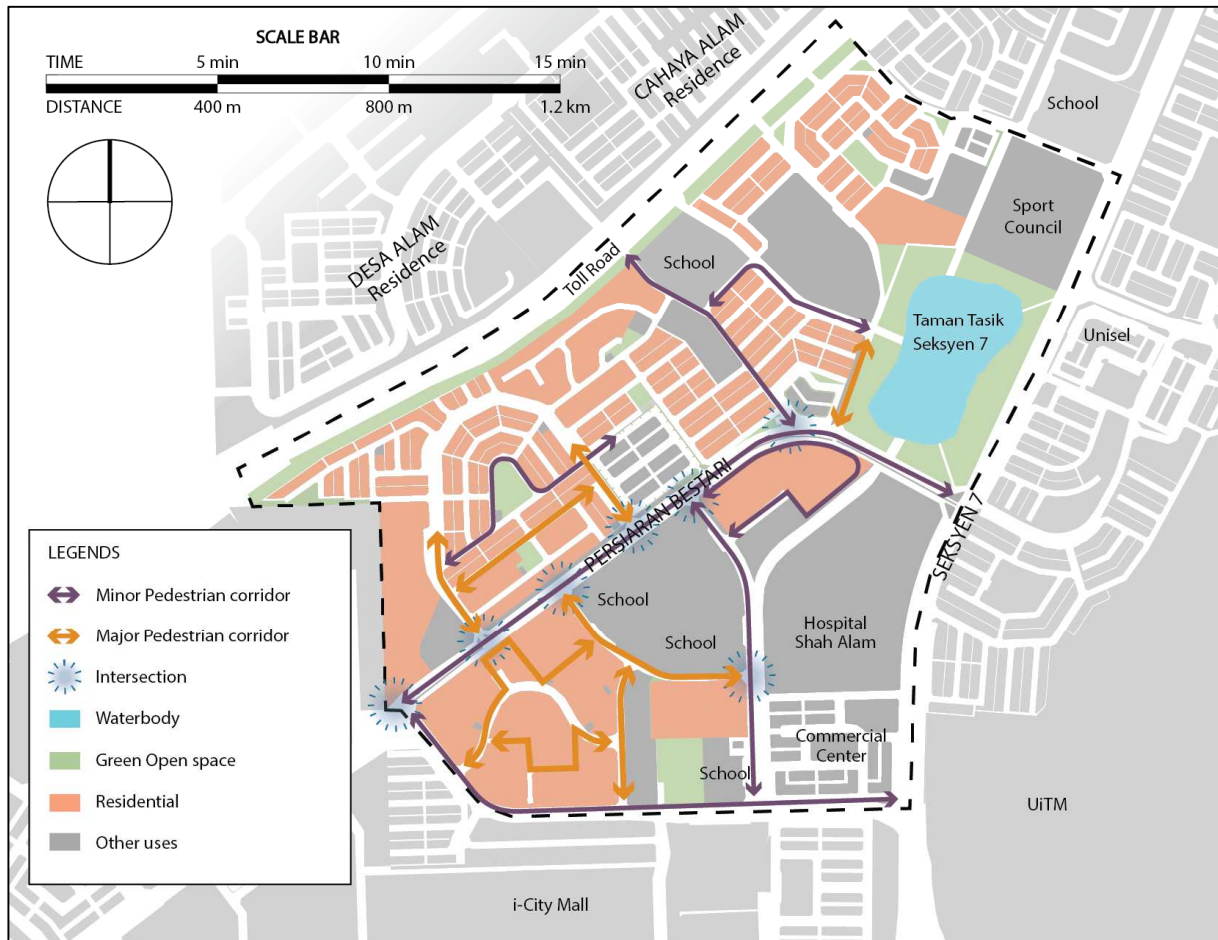 SCALE BAR
TIME 5 min 10 min 15 min
DISTANCE 400 m 800 m 1.2 km
CAHAYA ALAM
Residence
School
DESA ALAM
Residence
Toll Road
School
Sport
Council
Taman Tasik
Seksyen 7
Unisel
PERSIARAN BESTARI
SEKSYEN 7
School
School
Hospital
Shah Alam
Commercial
Center
School
UiTM
i-City Mall
LEGENDS
Minor Pedestrian corridor
Major Pedestrian corridor
Intersection
Waterbody
Green Open space
Residential
Other uses